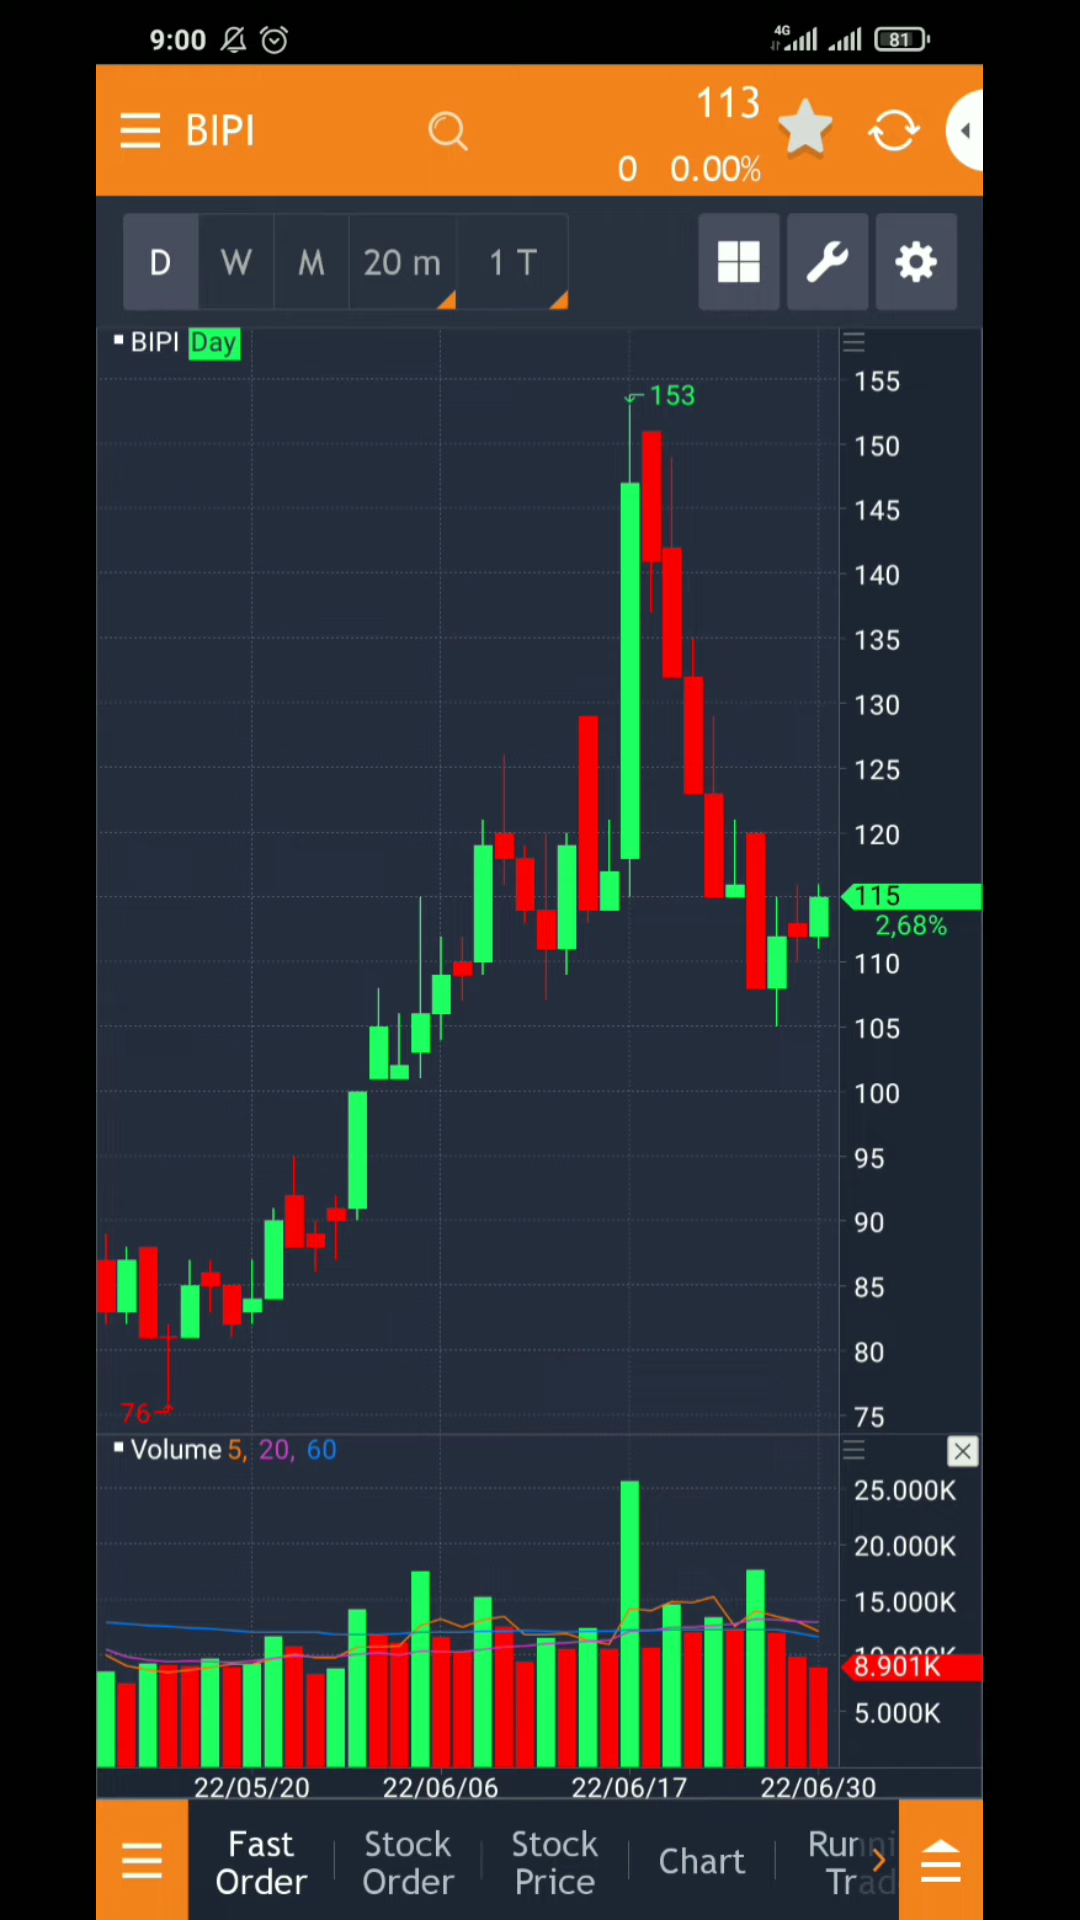 9:00
4G
81
BIPI
113
0 0.00%
D W M 20 m 1 T
BIPI Day
153
155
150
145
140
135
130
125
120
115
2,68%
110
105
100
95
90
85
80
76
75
Volume 5, 20, 60
25.000K
20.000K
15.000K
8.901K
5.000K
22/05/20 22/06/06 22/06/17 22/06/30
Fast Order
Stock Order
Stock Price
Chart